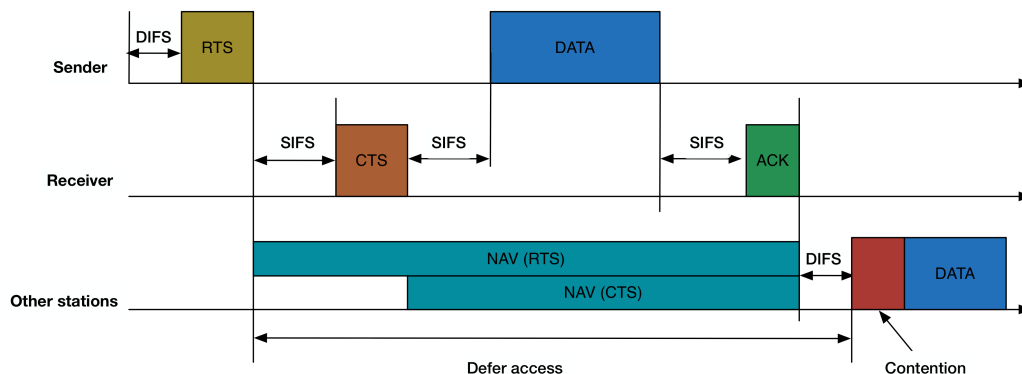 DIFS
RTS
DATA
Sender
SIFS
CTS
SIFS
SIFS
ACK
Receiver
NAV (RTS)
DIFS
DATA
NAV (CTS)
Other stations
Defer access
Contention